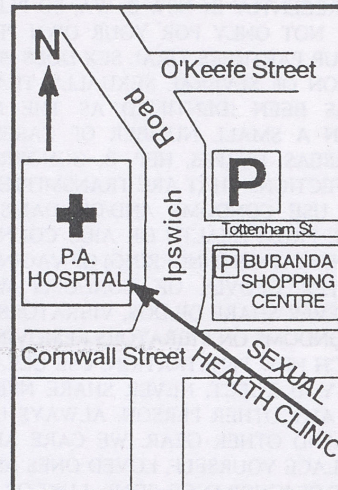 N
O'Keefe Street
Ipswich Road
P
Tottenham St.
P.A.
HOSPITAL
P BURANDA
SHOPPING
CENTRE
Cornwall Street
SEXUAL
HEALTH CLINIC